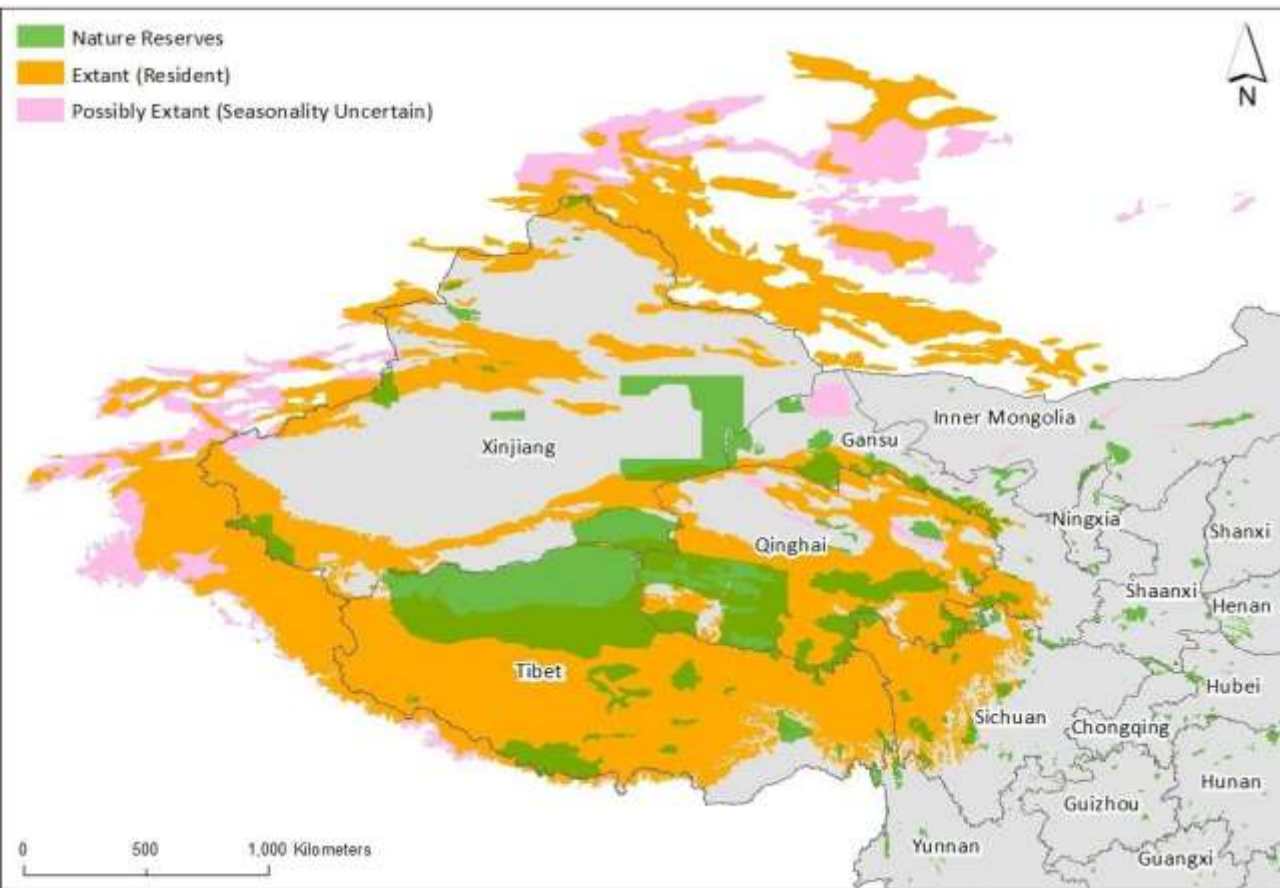 Nature Reserves
Extant (Resident)
Possibly Extant (Seasonality Uncertain)
N
Inner Mongolia
Gansu
Xinjiang
Ningxia
Shanxi
Qinghai
Shaanxi
Henan
Tibet
Hubei
Sichuan
Chongqing
Hunan
Guizhou
Yunnan
Guangxi
0 500 1,000 Kilometers